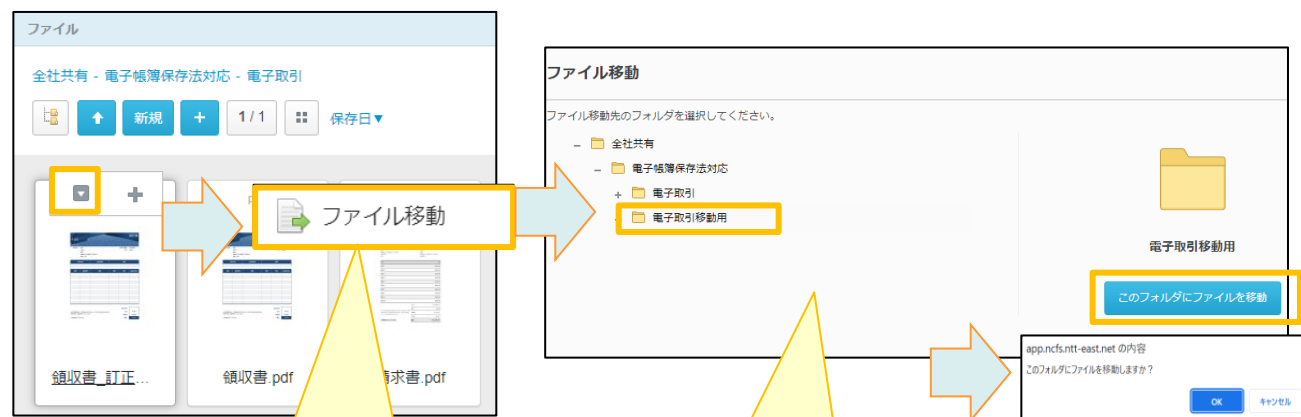 ファイル
全社共有 - 電子帳簿保存法対応 - 電子取引
新規 + 1 / 1 保存日▼
ファイル移動
領収書_訂正...
領収書.pdf
求書.pdf
ファイル移動
ファイル移動先のフォルダを選択してください。
全社共有
電子帳簿保存法対応
電子取引
電子取引移動用
電子取引移動用
このフォルダにファイルを移動
app.ncfs.ntt-east.net の内容
このフォルダにファイルを移動しますか？
OK キャンセル